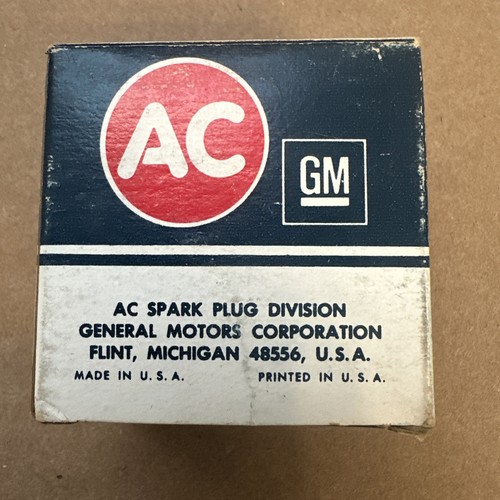 AC
GM
AC SPARK PLUG DIVISION
GENERAL MOTORS CORPORATION
FLINT, MICHIGAN 48556, U.S.A.
MADE IN U.S.A. PRINTED IN U.S.A.